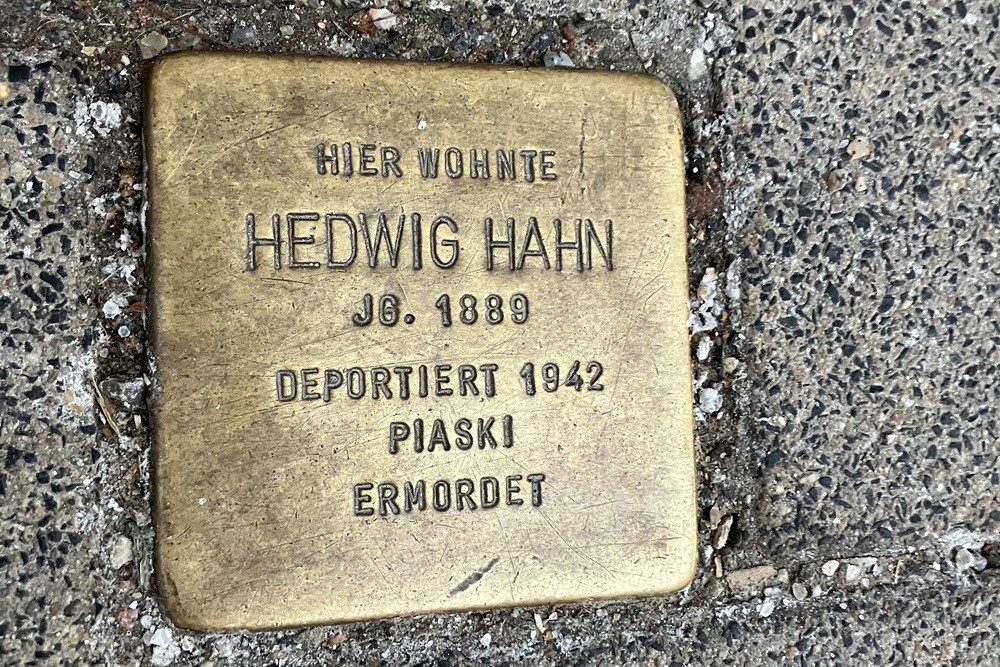 HIER WOHNTE
HEDWIG HAHN
JG. 1889
DEPORTIERT 1942
PIASKI
ERMORDET